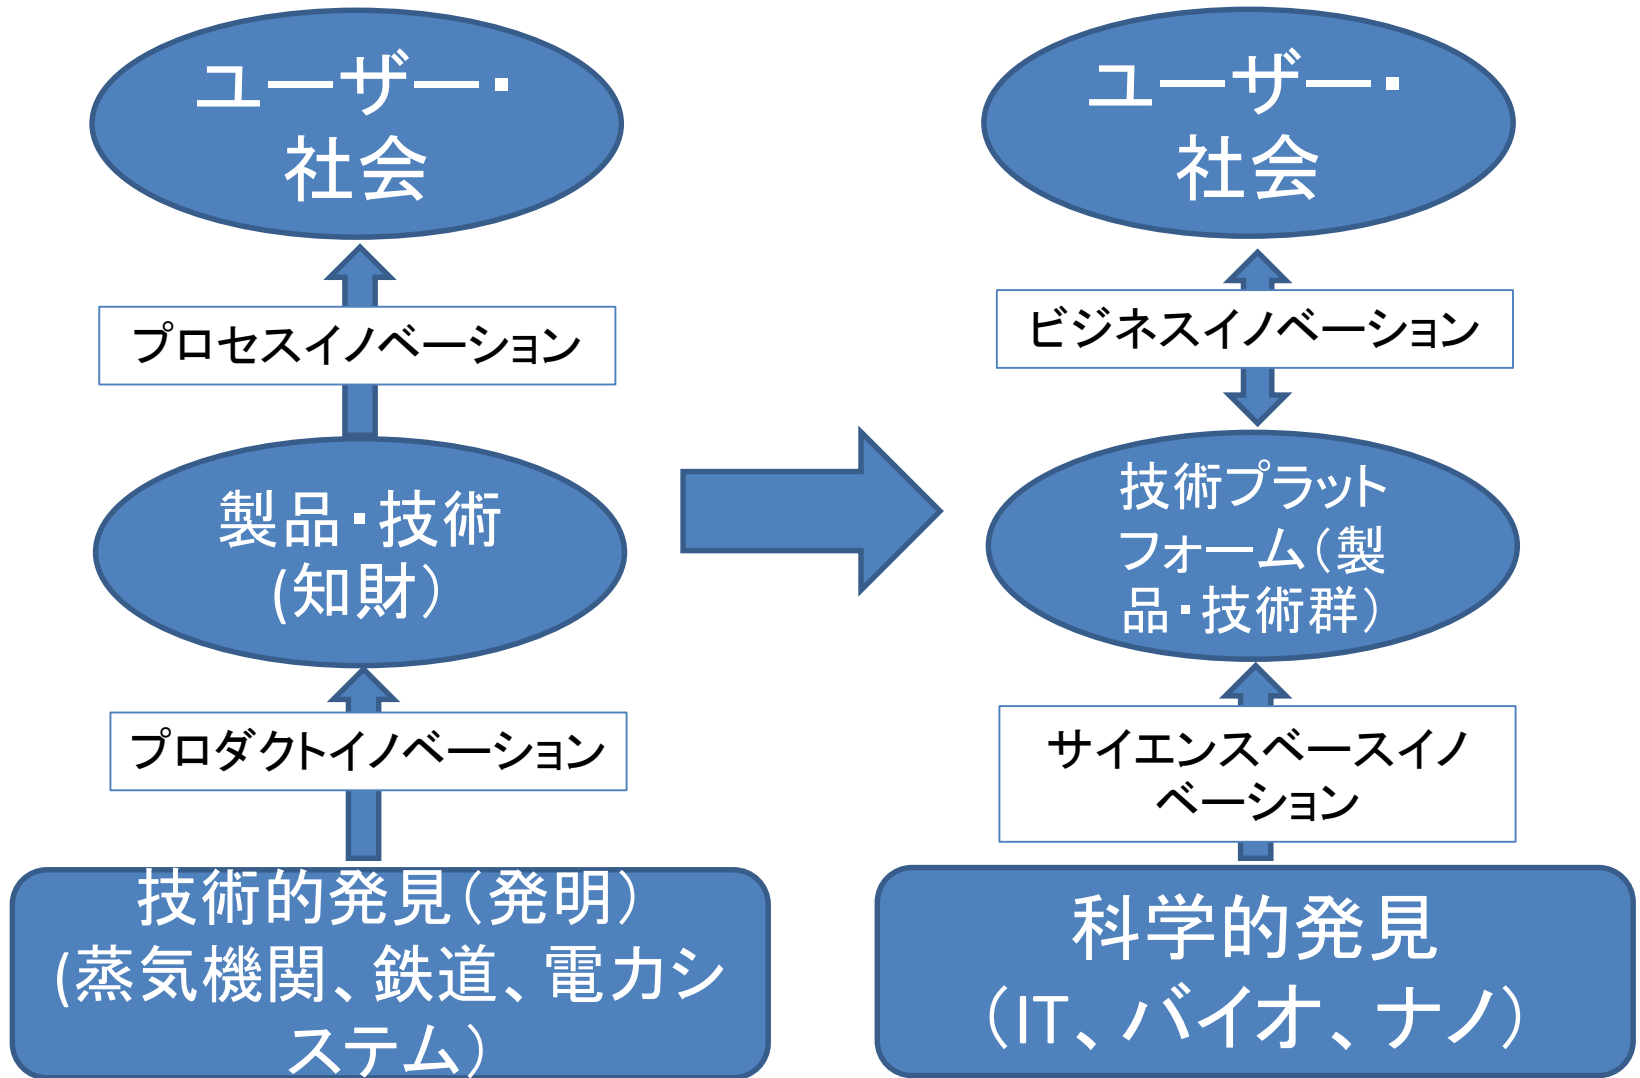 ユーザー・
社会
プロセスイノベーション
製品・技術
(知財）
プロダクトイノベーション
技術的発見（発明）
(蒸気機関、鉄道、電力シ
ステム）
ユーザー・
社会
ビジネスイノベーション
技術プラット
フォーム（製
品・技術群）
サイエンスベースイノ
ベーション
科学的発見
（IT、バイオ、ナノ）